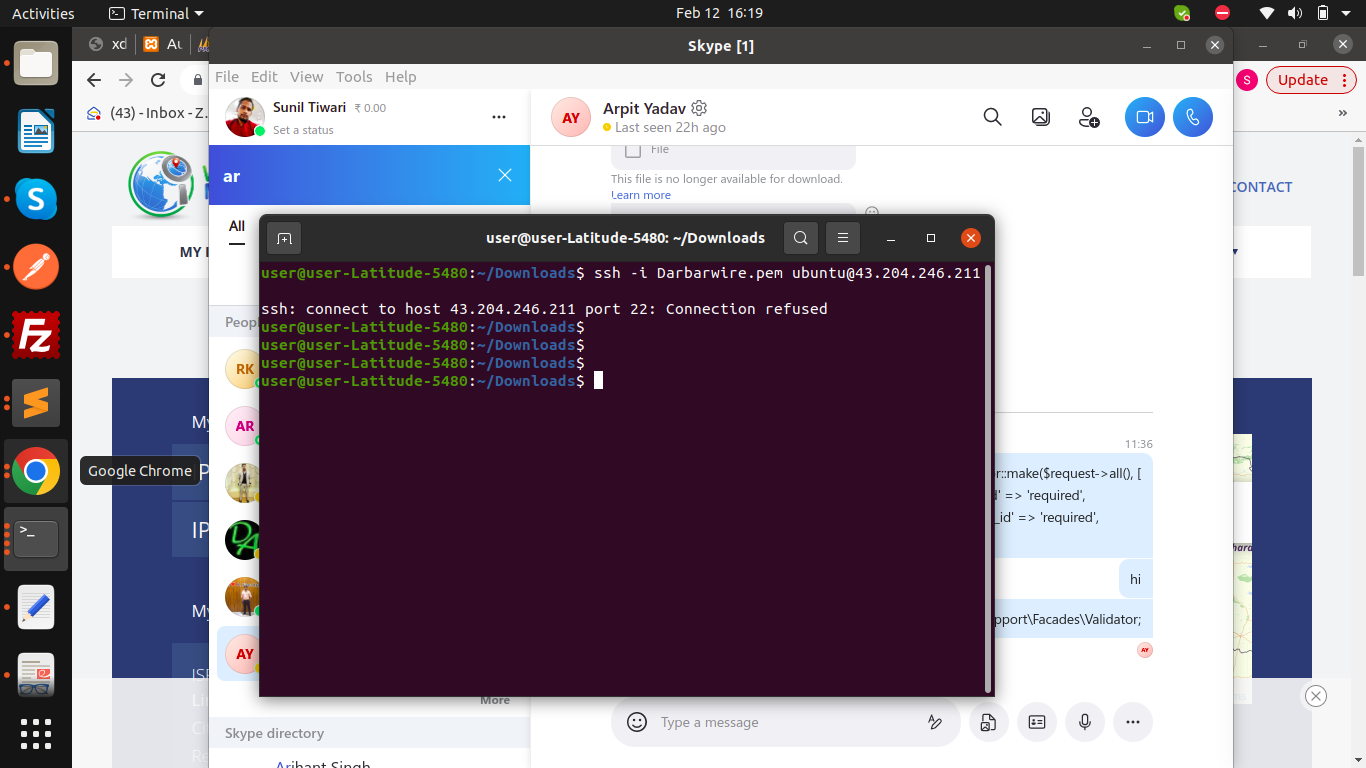 Activities
Terminal
Feb 12 16:19
xd
Au
Skype [1]
File Edit View Tools Help
Update
(43) - Inbox - Z…
»
Sunil Tiwari ₹ 0.00
Set a status
AY
Arpit Yadav
Last seen 22h ago
S
ar
All
File
This file is no longer available for download.
Learn more
CONTACT
MY
user@user-Latitude-5480: ~/Downloads
user@user-Latitude-5480:~/Downloads$ ssh -i Darbarwire.pem ubuntu@43.204.246.211
ssh: connect to host 43.204.246.211 port 22: Connection refused
user@user-Latitude-5480:~/Downloads$
user@user-Latitude-5480:~/Downloads$
user@user-Latitude-5480:~/Downloads$
user@user-Latitude-5480:~/Downloads$
Peopl
RK
AR
DA
AY
My
IP
My
Google Chrome
11:36
er::make($request->all(), [
d' => 'required',
_id' => 'required',
hi
pport\Facades\Validator;
AY
More
Type a message
Skype directory
Arihant Singh